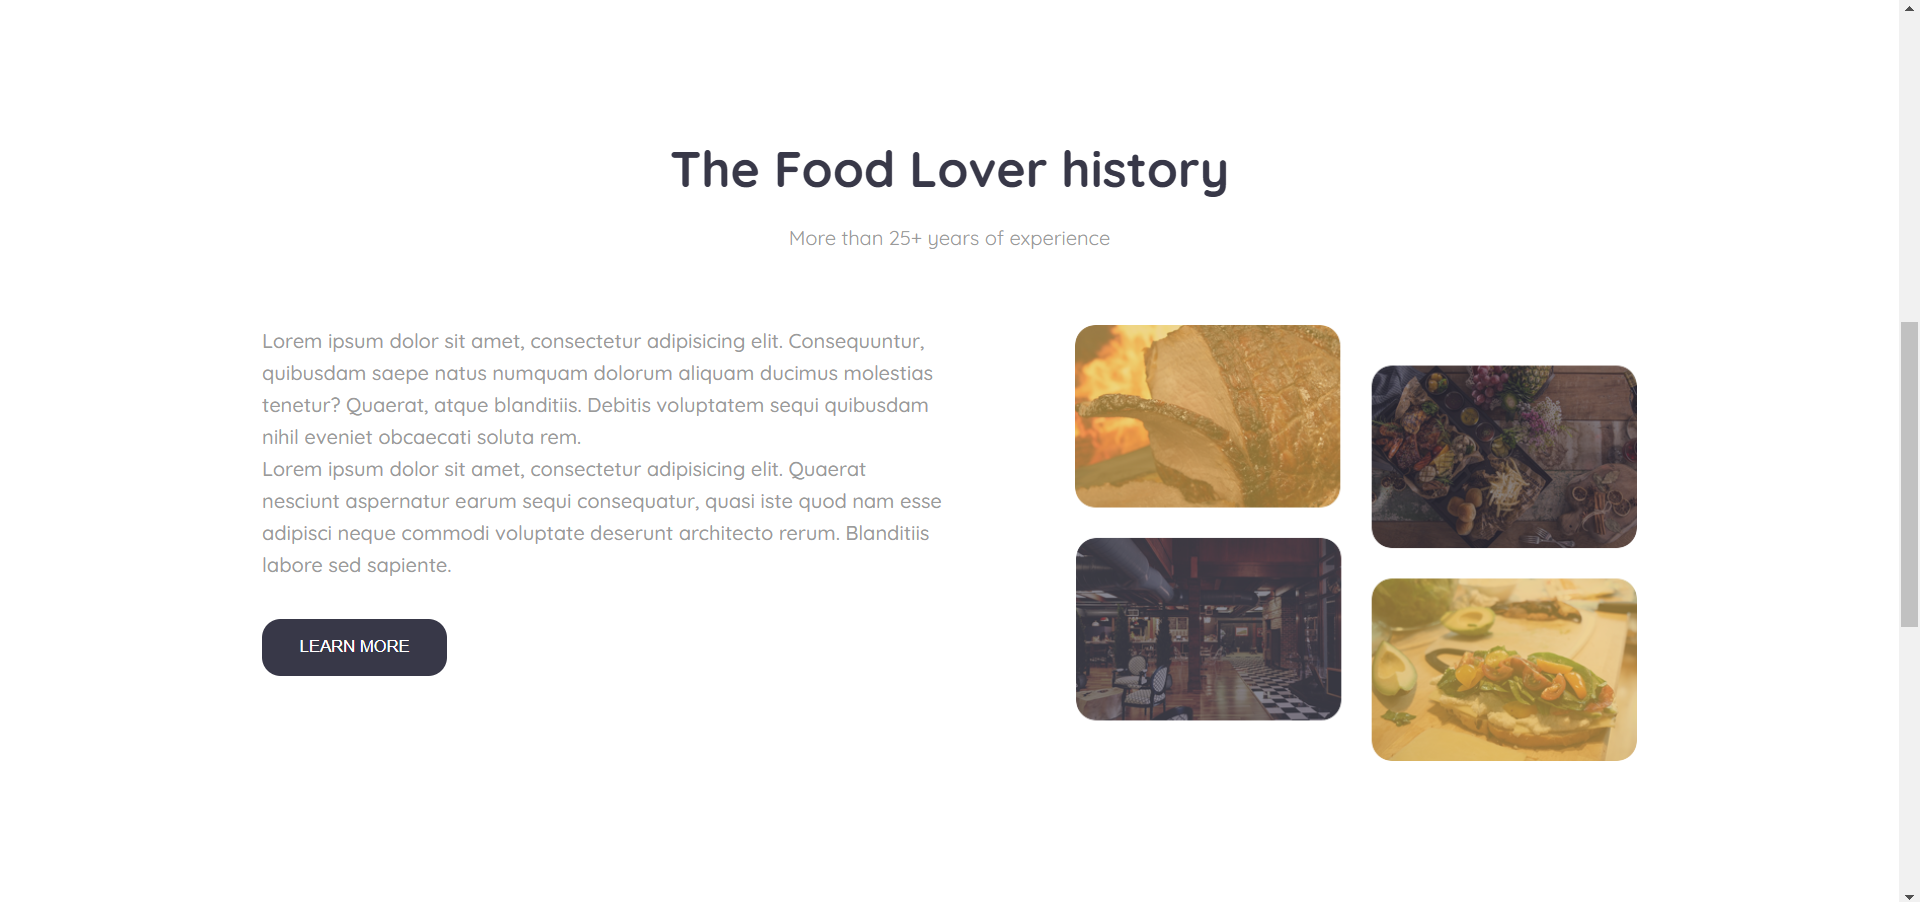 The Food Lover history
More than 25+ years of experience
Lorem ipsum dolor sit amet, consectetur adipisicing elit. Consequuntur,
quibusdam saepe natus numquam dolorum aliquam ducimus molestias
tenetur? Quaerat, atque blanditiis. Debitis voluptatem sequi quibusdam
nihil eveniet obcaecati soluta rem.
Lorem ipsum dolor sit amet, consectetur adipisicing elit. Quaerat
nesciunt aspernatur earum sequi consequatur, quasi iste quod nam esse
adipisci neque commodi voluptate deserunt architecto rerum. Blanditiis
labore sed sapiente.
LEARN MORE